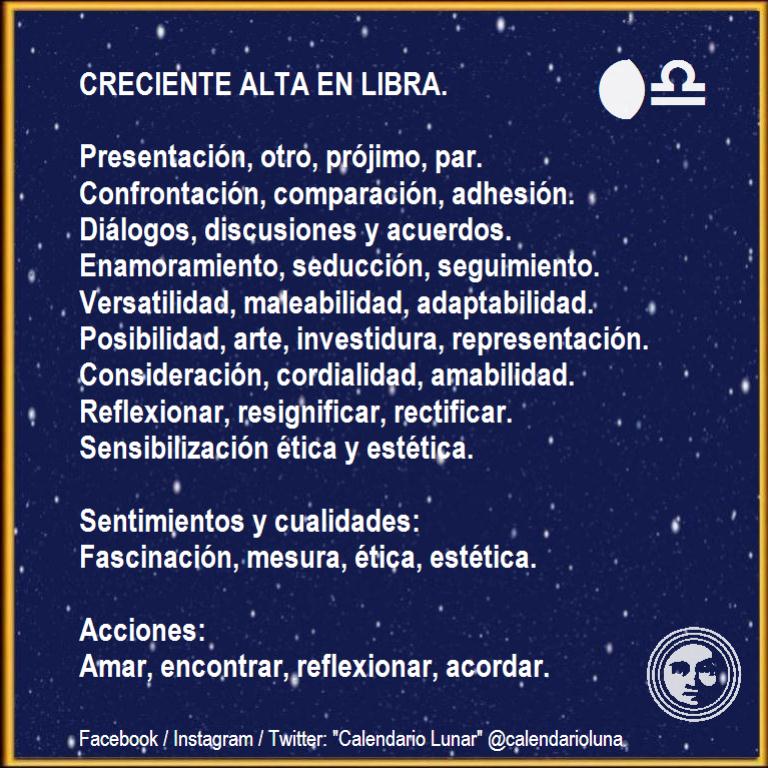 CRECIENTE ALTA EN LIBRA.
Presentación, otro, prójimo, par.
Confrontación, comparación, adhesión.
Diálogos, discusiones y acuerdos.
Enamoramiento, seducción, seguimiento.
Versatilidad, maleabilidad, adaptabilidad.
Posibilidad, arte, investidura, representación.
Consideración, cordialidad, amabilidad.
Reflexionar, resignificar, rectificar.
Sensibilización ética y estética.
Sentimientos y cualidades:
Fascinación, mesura, ética, estética.
Acciones:
Amar, encontrar, reflexionar, acordar.
Facebook / Instagram / Twitter: "Calendario Lunar" @calendarioluna